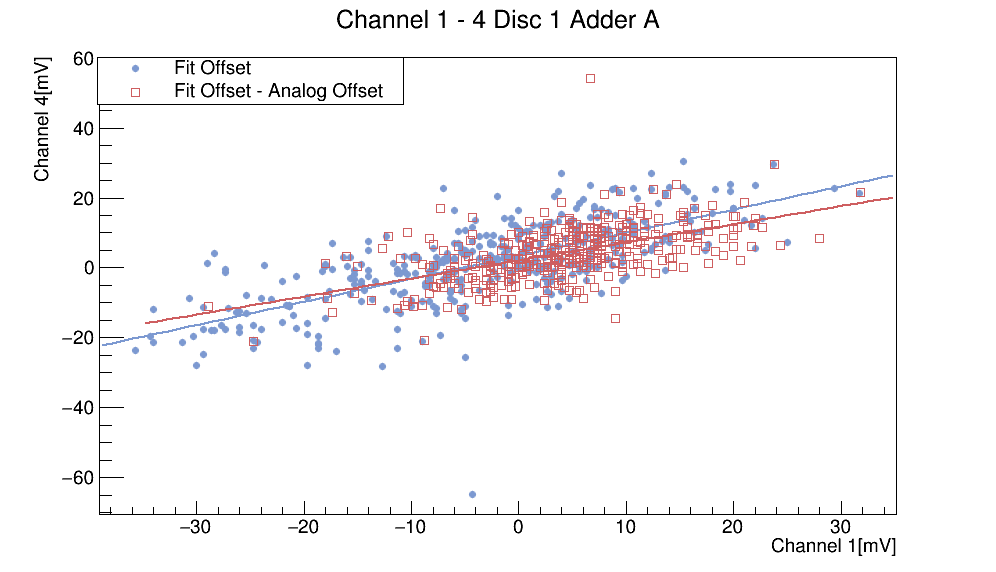 Channel 1 - 4 Disc 1 Adder A
Channel 4[mV]
Fit Offset
Fit Offset - Analog Offset
60
40
20
0
−20
−40
−60
−30 −20 −10 0 10 20 30
Channel 1[mV]